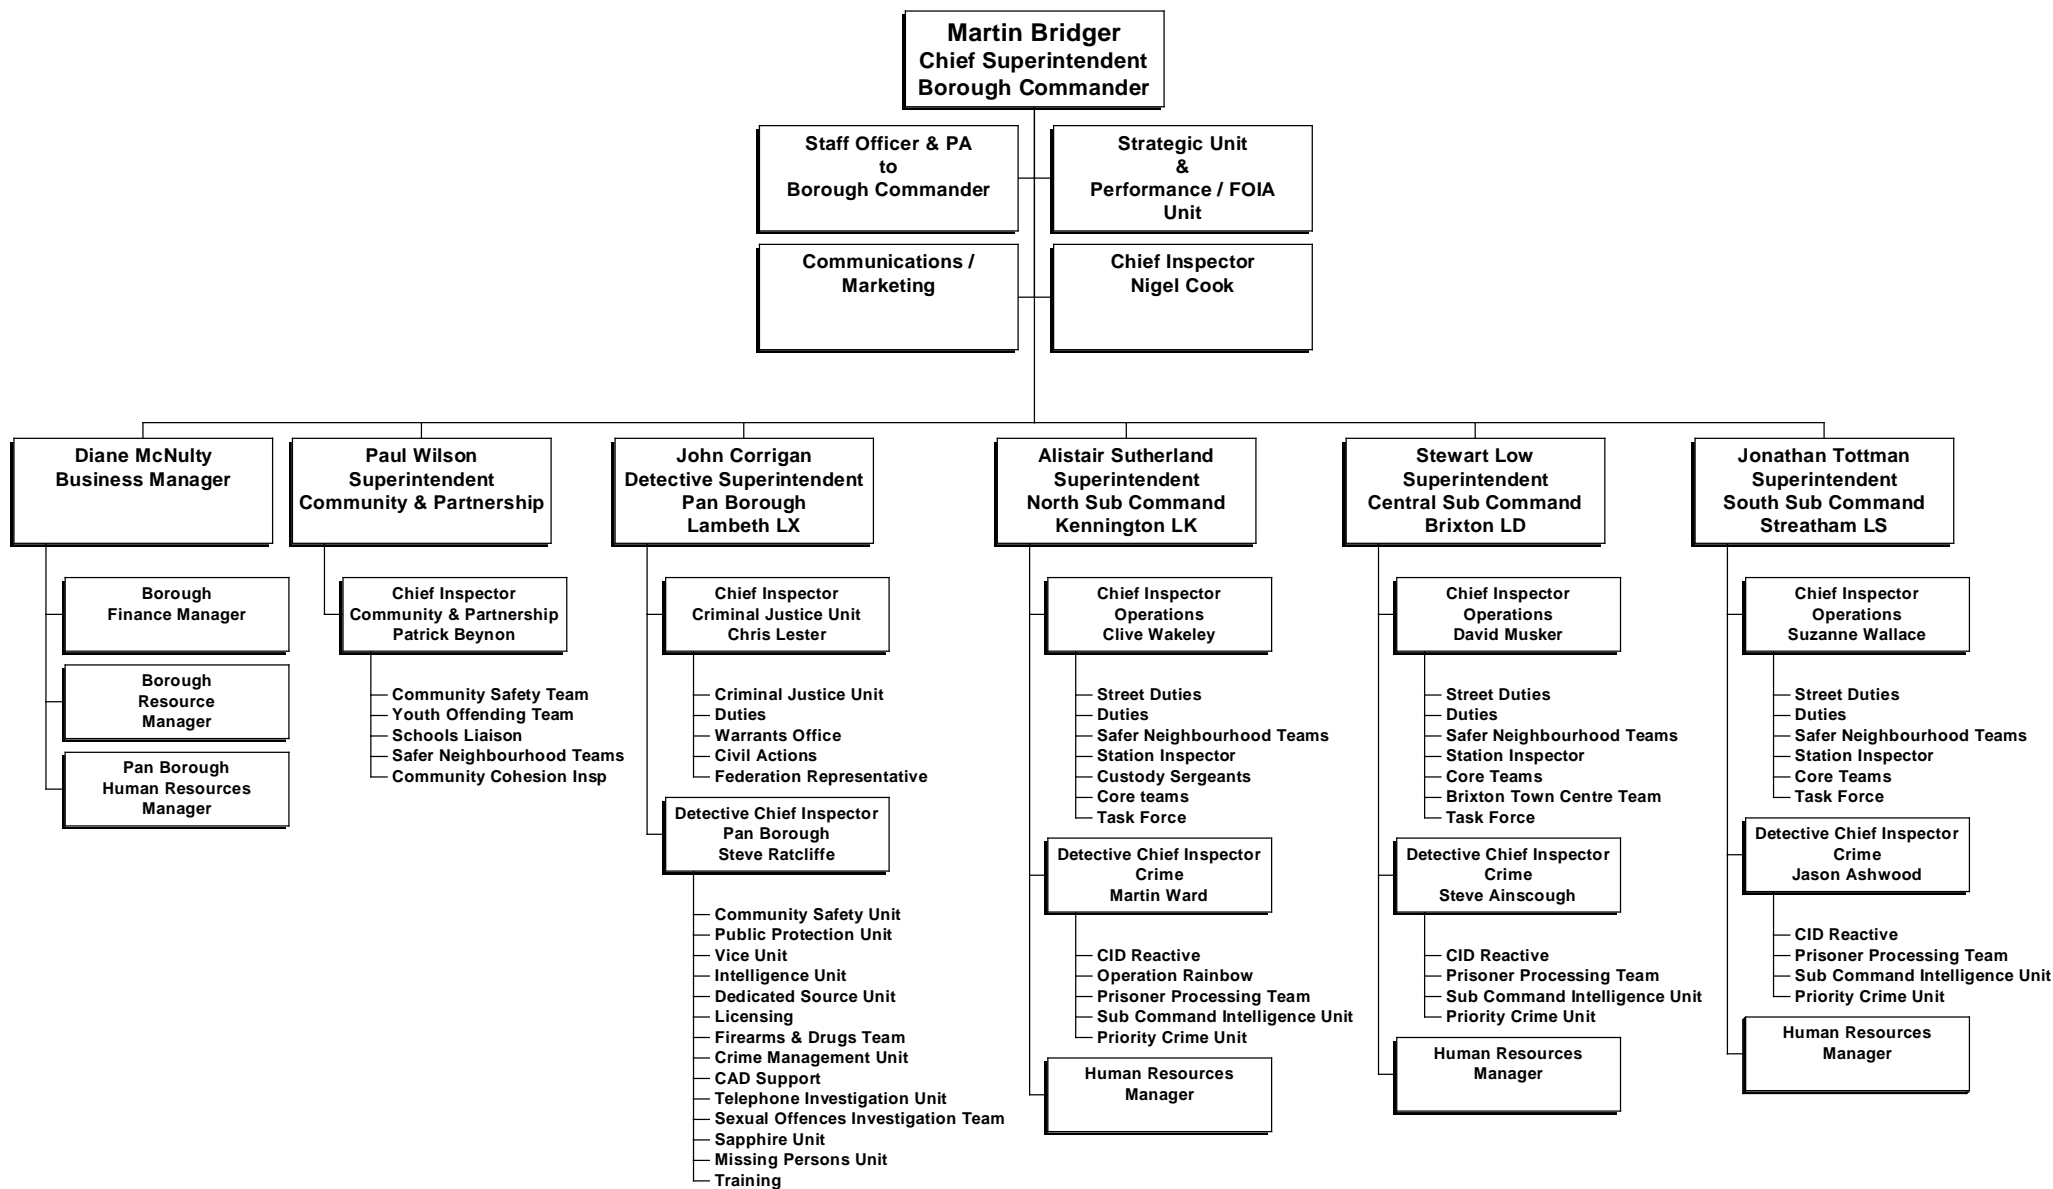 Martin Bridger
Chief Superintendent
Borough Commander
Staff Officer & PA
to
Borough Commander
Strategic Unit
&
Performance / FOIA
Unit
Communications /
Marketing
Chief Inspector
Nigel Cook
Diane McNulty
Business Manager
Borough
Finance Manager
Borough
Resource
Manager
Pan Borough
Human Resources
Manager
Paul Wilson
Superintendent
Community & Partnership
Chief Inspector
Community & Partnership
Patrick Beynon
Community Safety Team
Youth Offending Team
Schools Liaison
Safer Neighbourhood Teams
Community Cohesion Insp
John Corrigan
Detective Superintendent
Pan Borough
Lambeth LX
Chief Inspector
Criminal Justice Unit
Chris Lester
Criminal Justice Unit
Duties
Warrants Office
Civil Actions
Federation Representative
Detective Chief Inspector
Pan Borough
Steve Ratcliffe
Community Safety Unit
Public Protection Unit
Vice Unit
Intelligence Unit
Dedicated Source Unit
Licensing
Firearms & Drugs Team
Crime Management Unit
CAD Support
Telephone Investigation Unit
Sexual Offences Investigation Team
Sapphire Unit
Missing Persons Unit
Training
Alistair Sutherland
Superintendent
North Sub Command
Kennington LK
Chief Inspector
Operations
Clive Wakeley
Street Duties
Duties
Safer Neighbourhood Teams
Station Inspector
Custody Sergeants
Core teams
Task Force
Detective Chief Inspector
Crime
Martin Ward
CID Reactive
Operation Rainbow
Prisoner Processing Team
Sub Command Intelligence Unit
Priority Crime Unit
Human Resources
Manager
Stewart Low
Superintendent
Central Sub Command
Brixton LD
Chief Inspector
Operations
David Musker
Street Duties
Duties
Safer Neighbourhood Teams
Station Inspector
Core Teams
Brixton Town Centre Team
Task Force
Detective Chief Inspector
Crime
Steve Ainscough
CID Reactive
Prisoner Processing Team
Sub Command Intelligence Unit
Priority Crime Unit
Human Resources
Manager
Jonathan Tottman
Superintendent
South Sub Command
Streatham LS
Chief Inspector
Operations
Suzanne Wallace
Street Duties
Duties
Safer Neighbourhood Teams
Station Inspector
Core Teams
Task Force
Detective Chief Inspector
Crime
Jason Ashwood
CID Reactive
Prisoner Processing Team
Sub Command Intelligence Unit
Priority Crime Unit
Human Resources
Manager